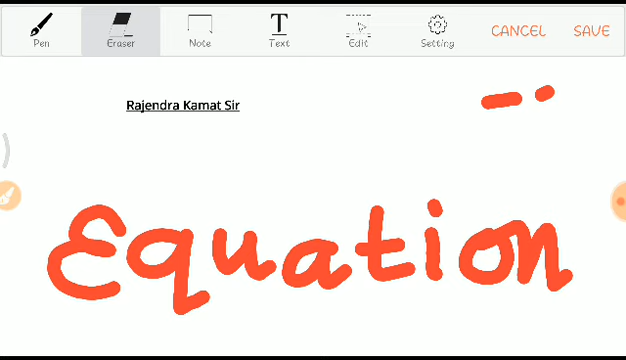 Pen Eraser Note Text Edit Setting CANCEL SAVE
Rajendra Kamat Sir
Equation